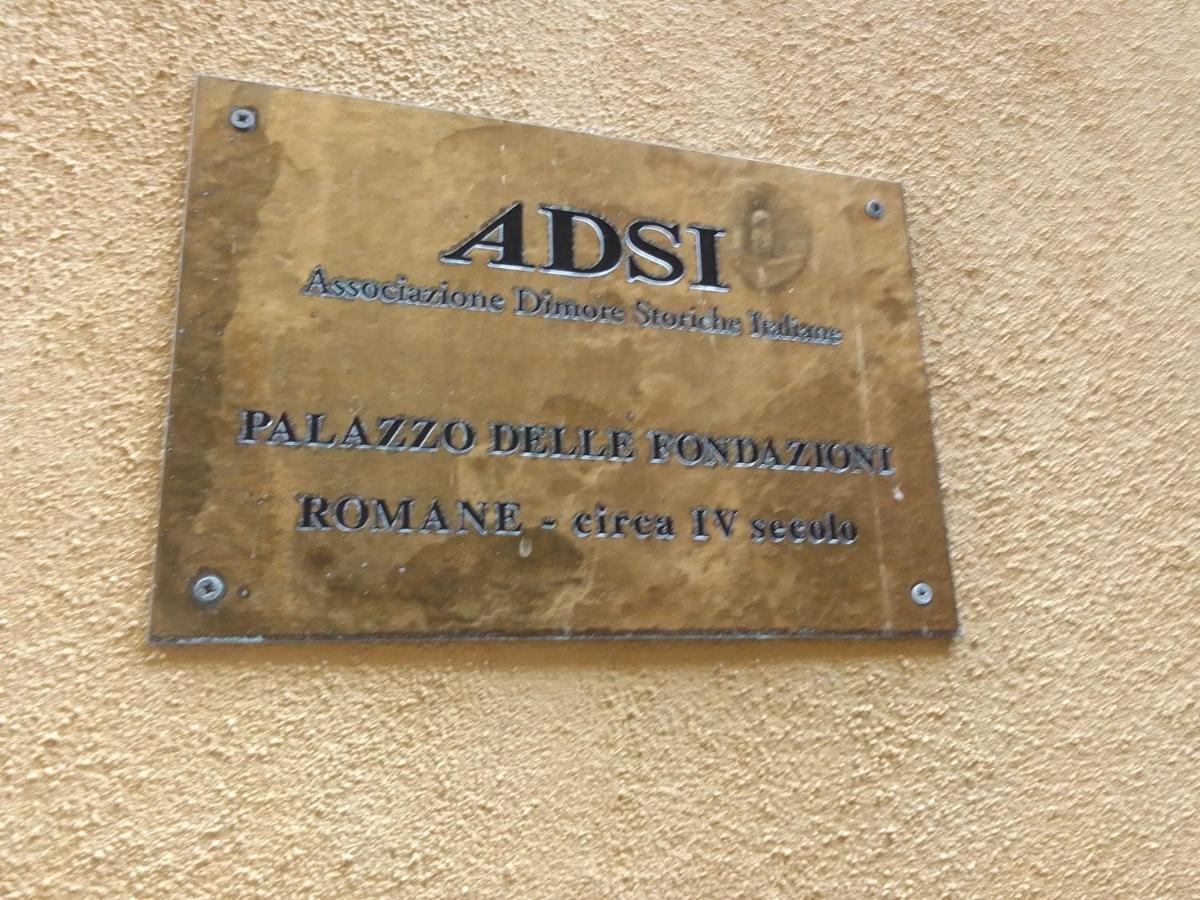 ADSI
Associazione Dimore Storiche Italiane
PALAZZO DELLE FONDAZIONI
ROMANE - circa IV secolo